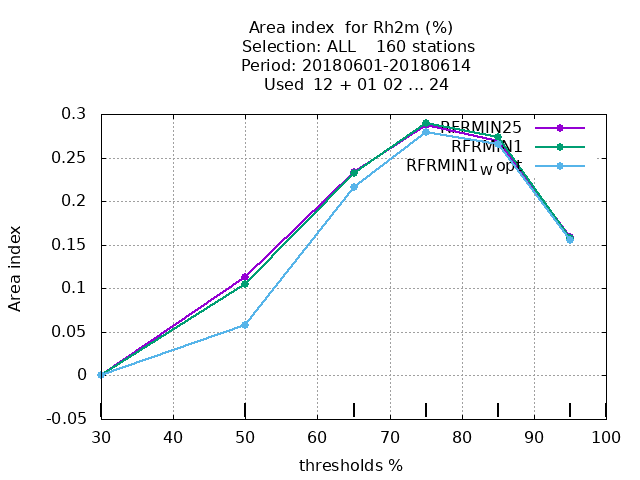 Area index  for Rh2m (%)
Selection: ALL    160 stations
Period: 20180601-20180614
Used  12 + 01 02 ... 24
0.3
RFRMIN25
RFRMIN1
0.25
RFRMIN1W opt
0.2
0.15
Area index
0.1
0.05
0
-0.05
30 40 50 60 70 80 90 100
thresholds %